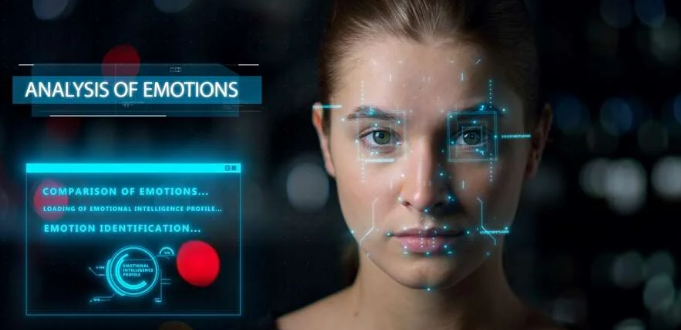 ANALYSIS OF EMOTIONS
COMPARISON OF EMOTIONS...
LOADING OF EMOTIONAL INTELLIGENCE PROFILE...
EMOTION IDENTIFICATION...
EMOTIONAL
INTELLIGENCE
PROFILE